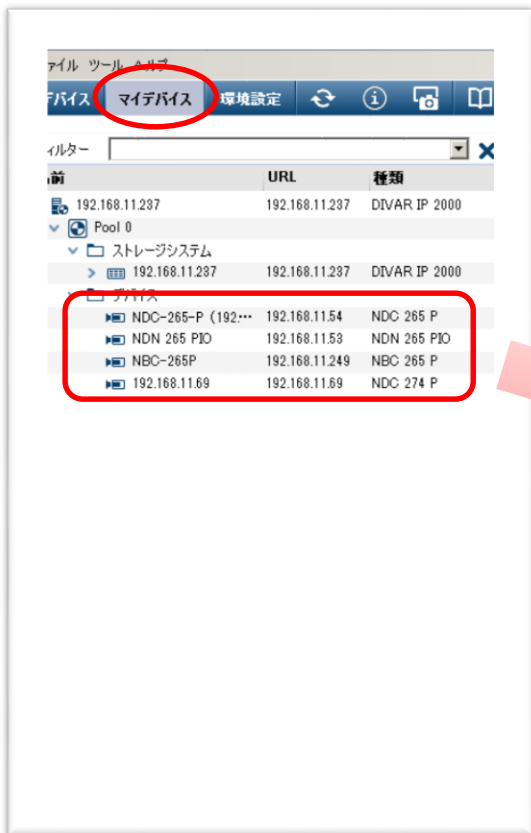 ァイル ツール ヘルプ
デバイス マイデバイス 環境設定
ィルター
前 URL 種類
192.168.11.237 192.168.11.237 DIVAR IP 2000
Pool 0
ストレージシステム
192.168.11.237 192.168.11.237 DIVAR IP 2000
デバイス
NDC-265-P (192… 192.168.11.54 NDC 265 P
NDN 265 PIO 192.168.11.53 NDN 265 PIO
NBC-265P 192.168.11.249 NBC 265 P
192.168.11.69 192.168.11.69 NDC 274 P